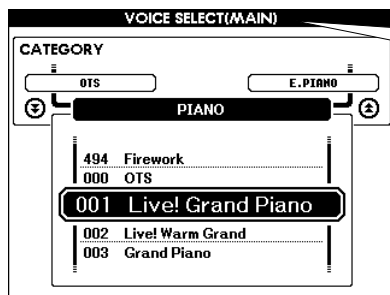 VOICE SELECT(MAIN)
CATEGORY
OTS E.PIANO
PIANO
494 Firework
000 OTS
001 Live! Grand Piano
002 Live! Warm Grand
003 Grand Piano